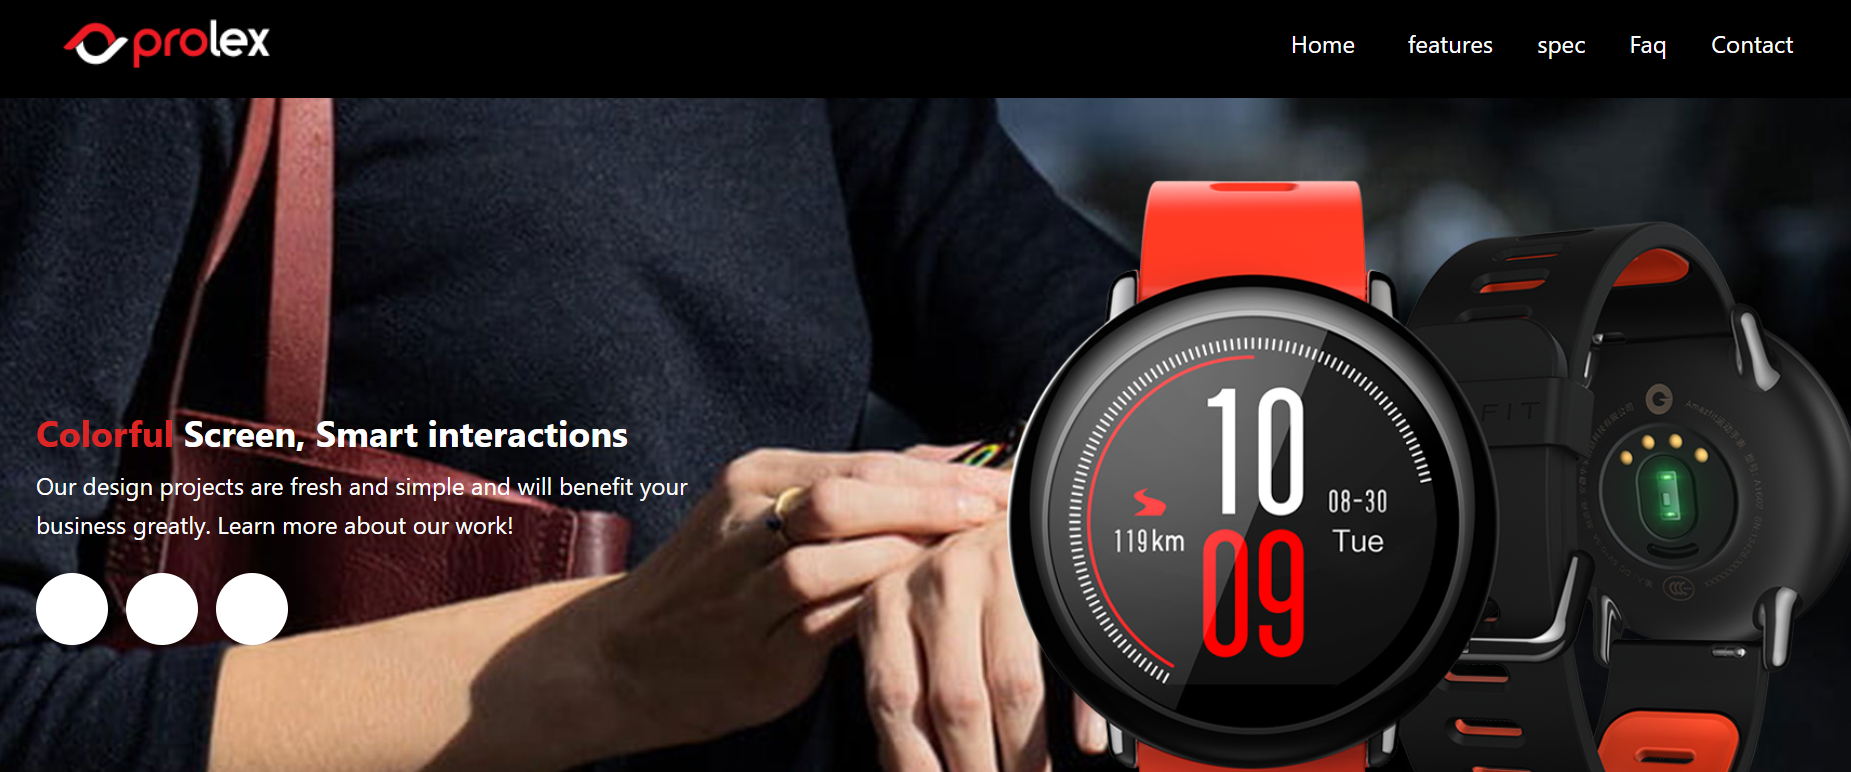 prolex
Home features spec Faq Contact
Colorful Screen, Smart interactions
Our design projects are fresh and simple and will benefit your
business greatly. Learn more about our work!
10
08-30
119km
09
Tue
FIT